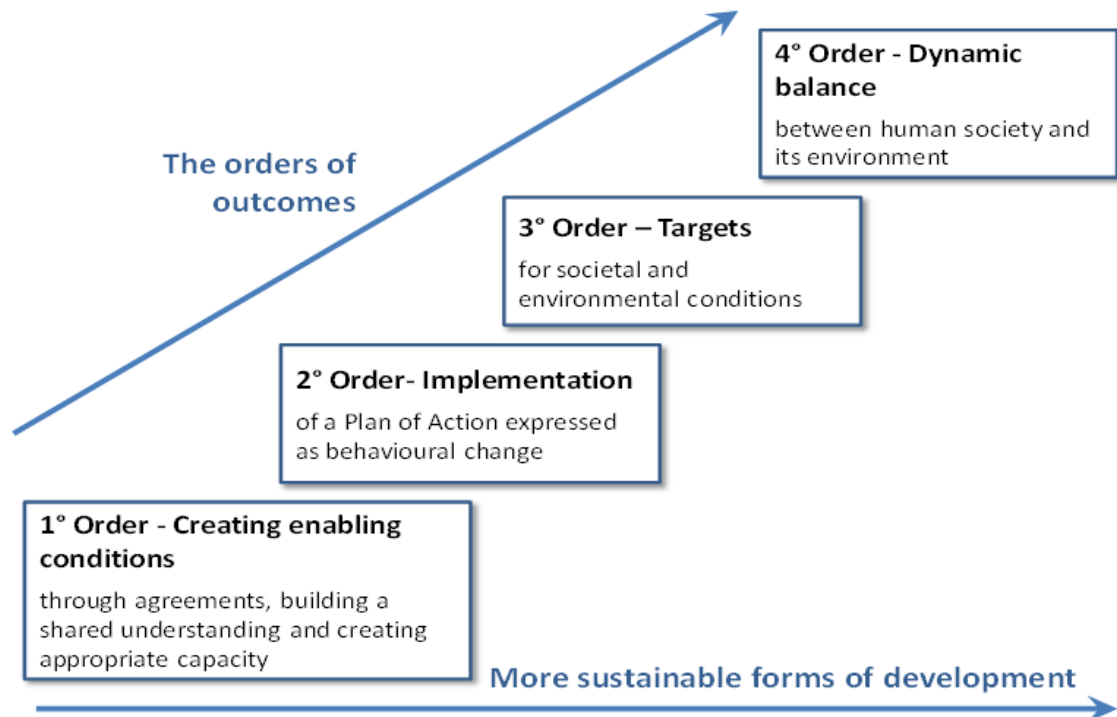 The orders of
outcomes
4° Order - Dynamic
balance
between human society and
its environment
3° Order – Targets
for societal and
environmental conditions
2° Order- Implementation
of a Plan of Action expressed
as behavioural change
1° Order - Creating enabling
conditions
through agreements, building a
shared understanding and creating
appropriate capacity
More sustainable forms of development